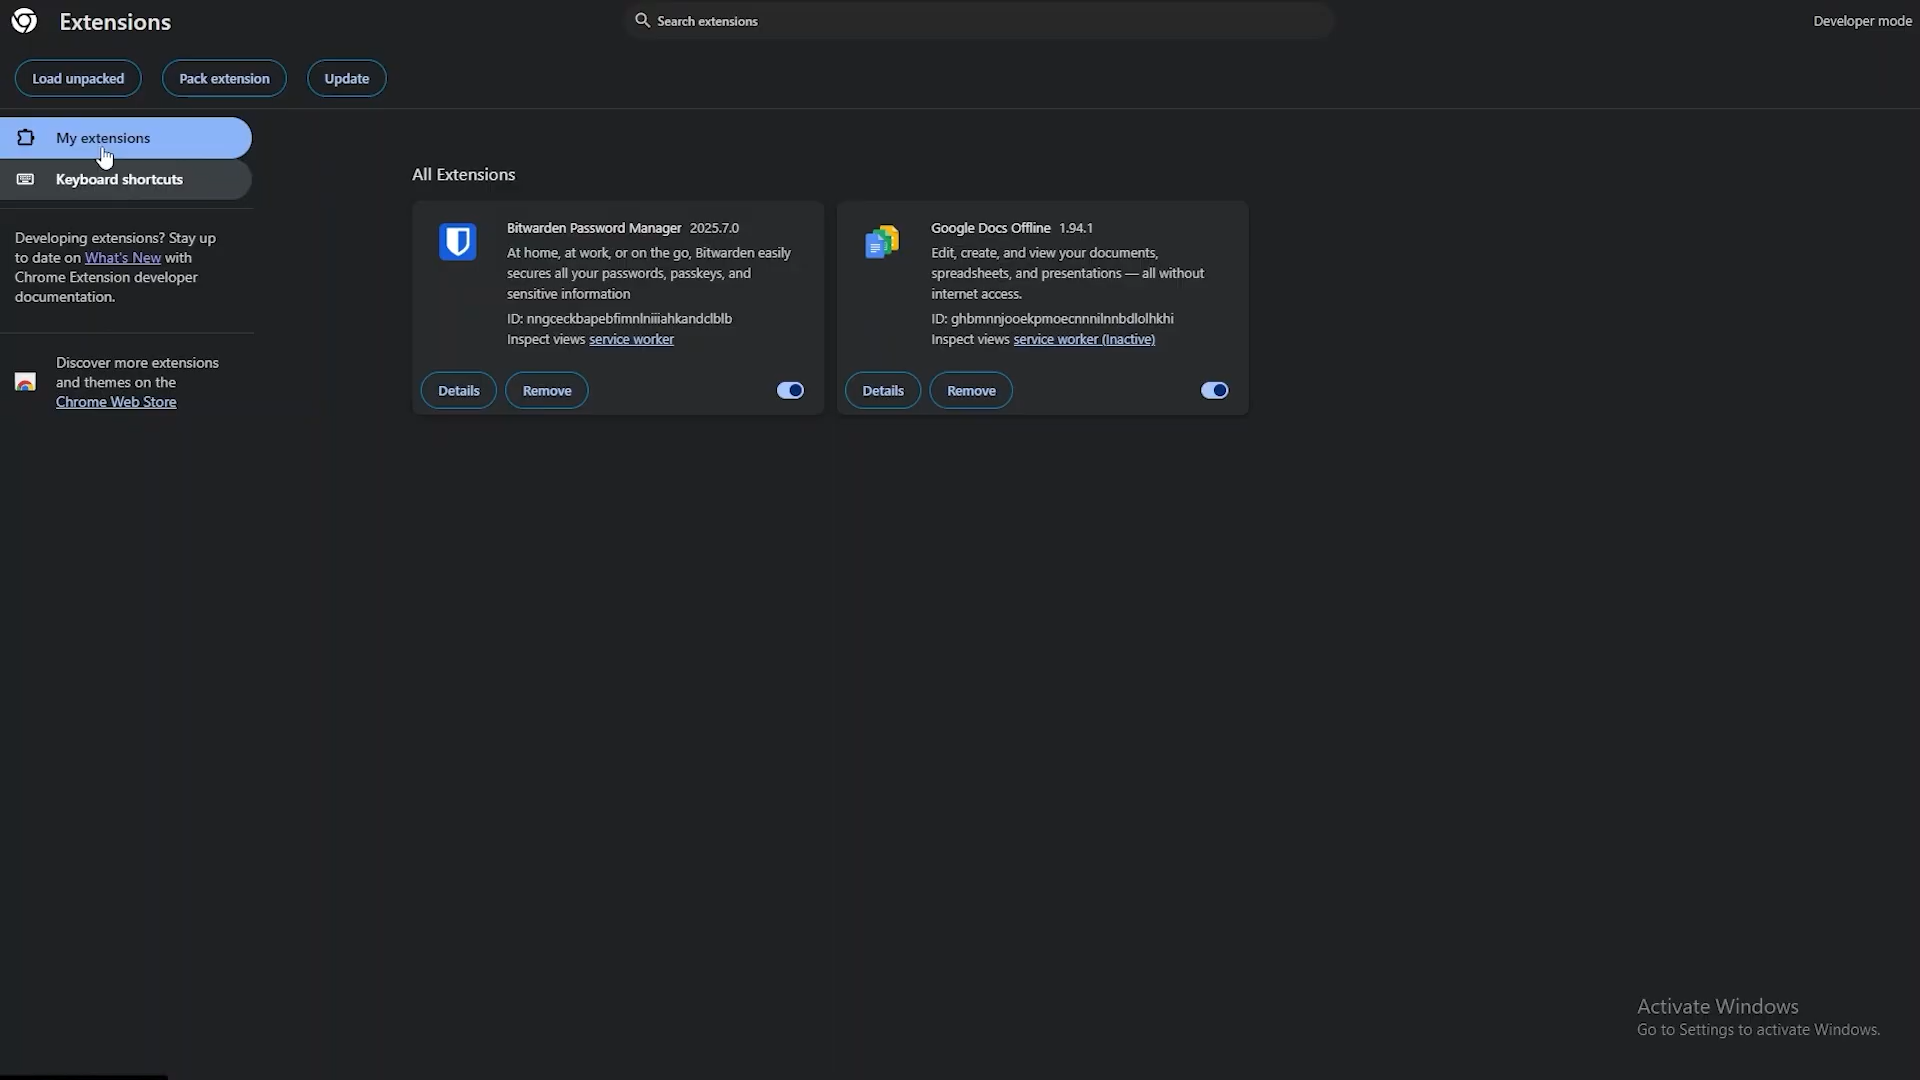 Extensions
Search extensions
Developer mode
Load unpacked
Pack extension
Update
My extensions
Keyboard shortcuts
Developing extensions? Stay up
to date on What's New with
Chrome Extension developer
documentation.
Discover more extensions
and themes on the
Chrome Web Store
All Extensions
Bitwarden Password Manager 2025.7.0
At home, at work, or on the go, Bitwarden easily
secures all your passwords, passkeys, and
sensitive information
ID: nngceckbapebfimnlniiiahkandclblb
Inspect views service worker
Details
Remove
Google Docs Offline 1.94.1
Edit, create, and view your documents,
spreadsheets, and presentations — all without
internet access.
ID: ghbmnnjooekpmoecnnnilnnbdlolhkhi
Inspect views service worker (Inactive)
Details
Remove
Activate Windows
Go to Settings to activate Windows.